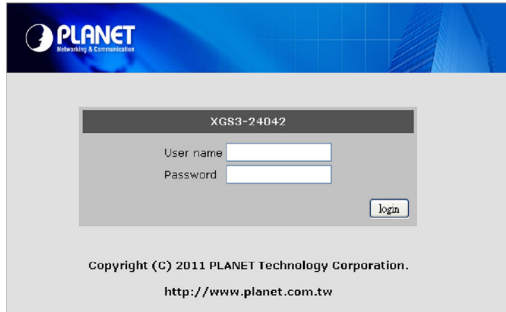 PLANET
Networking & Communication
XGS3-24042
User name
Password
login
Copyright (C) 2011 PLANET Technology Corporation.
http://www.planet.com.tw